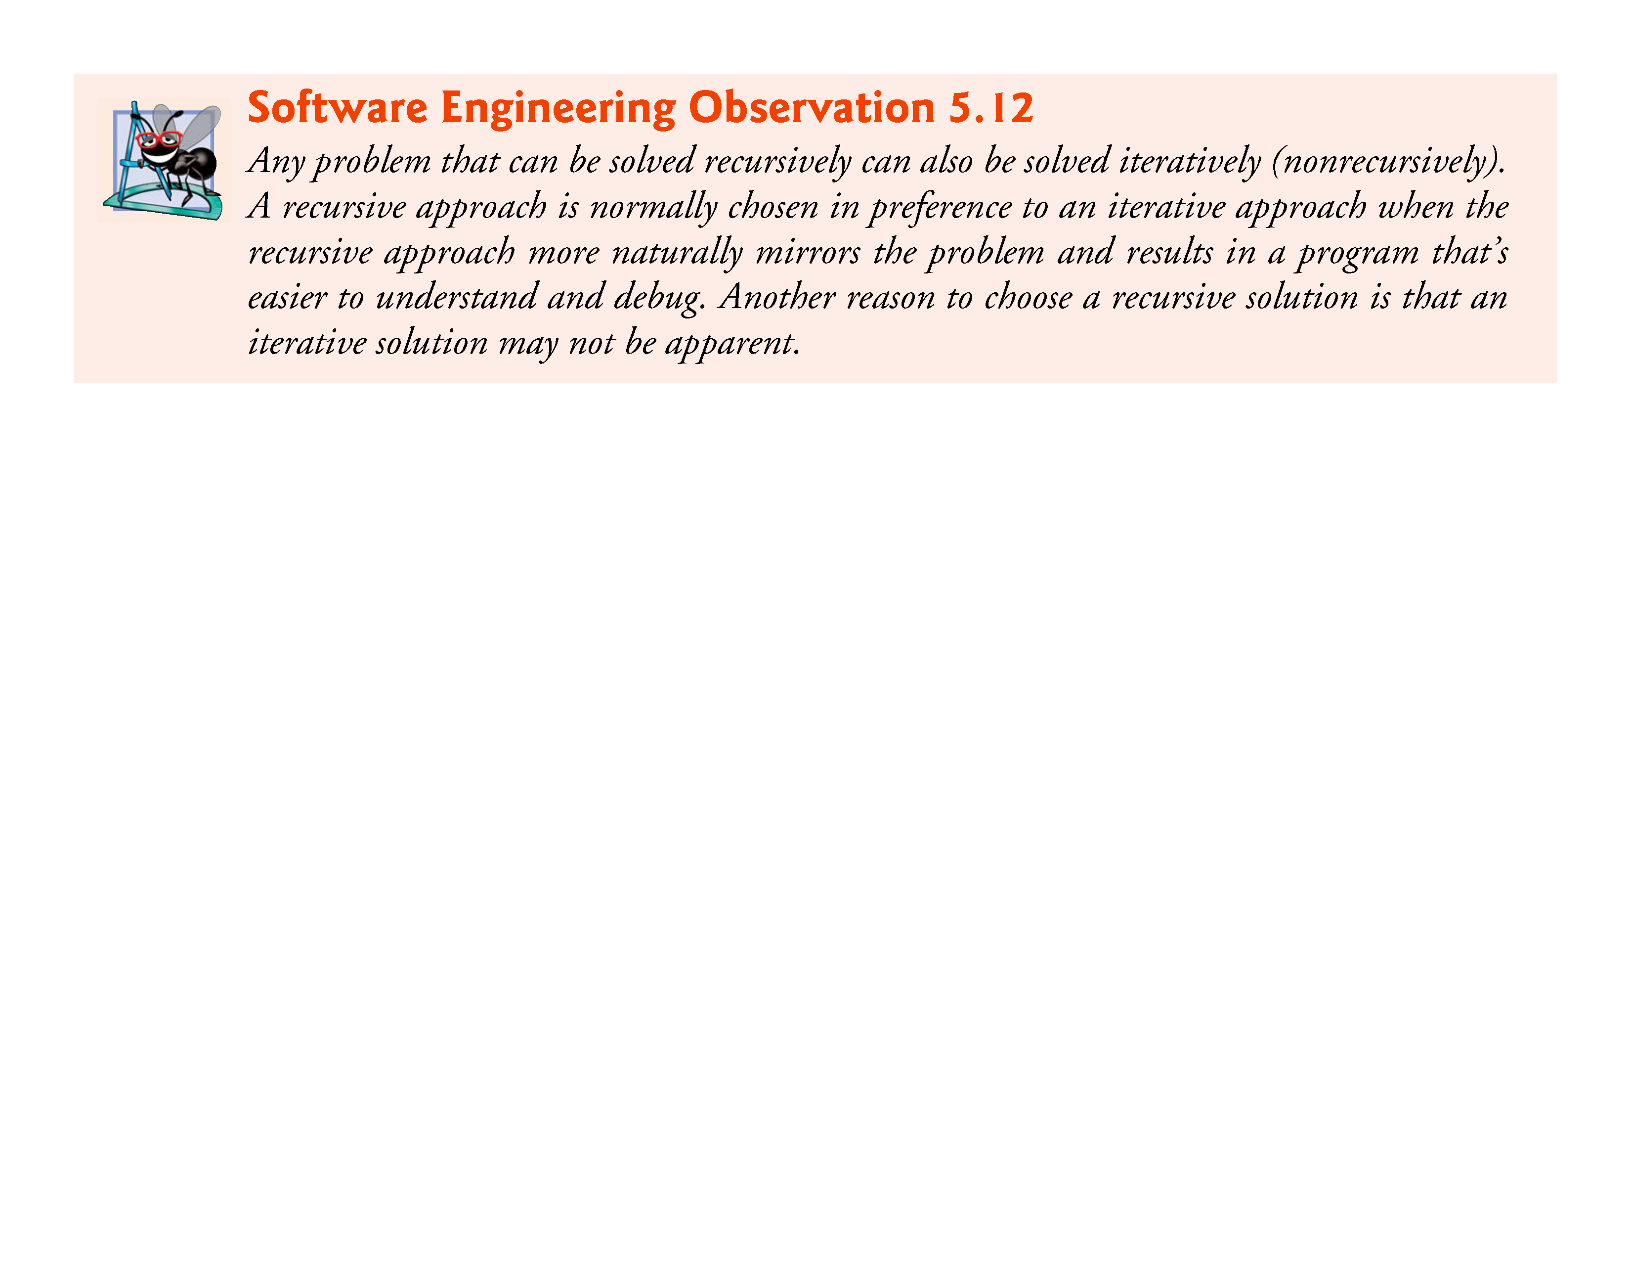 Software Engineering Observation 5.12
Any problem that can be solved recursively can also be solved iteratively (nonrecursively).
A recursive approach is normally chosen in preference to an iterative approach when the
recursive approach more naturally mirrors the problem and results in a program that’s
easier to understand and debug. Another reason to choose a recursive solution is that an
iterative solution may not be apparent.